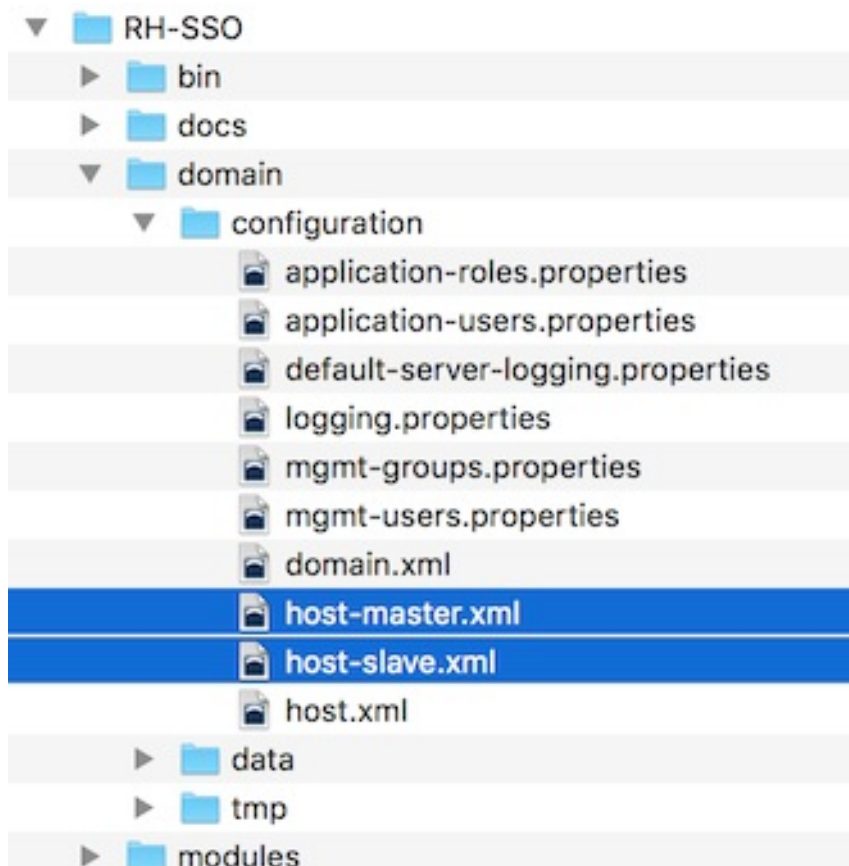 RH-SSO
bin
docs
domain
configuration
application-roles.properties
application-users.properties
default-server-logging.properties
logging.properties
mgmt-groups.properties
mgmt-users.properties
domain.xml
host-master.xml
host-slave.xml
host.xml
data
tmp
modules